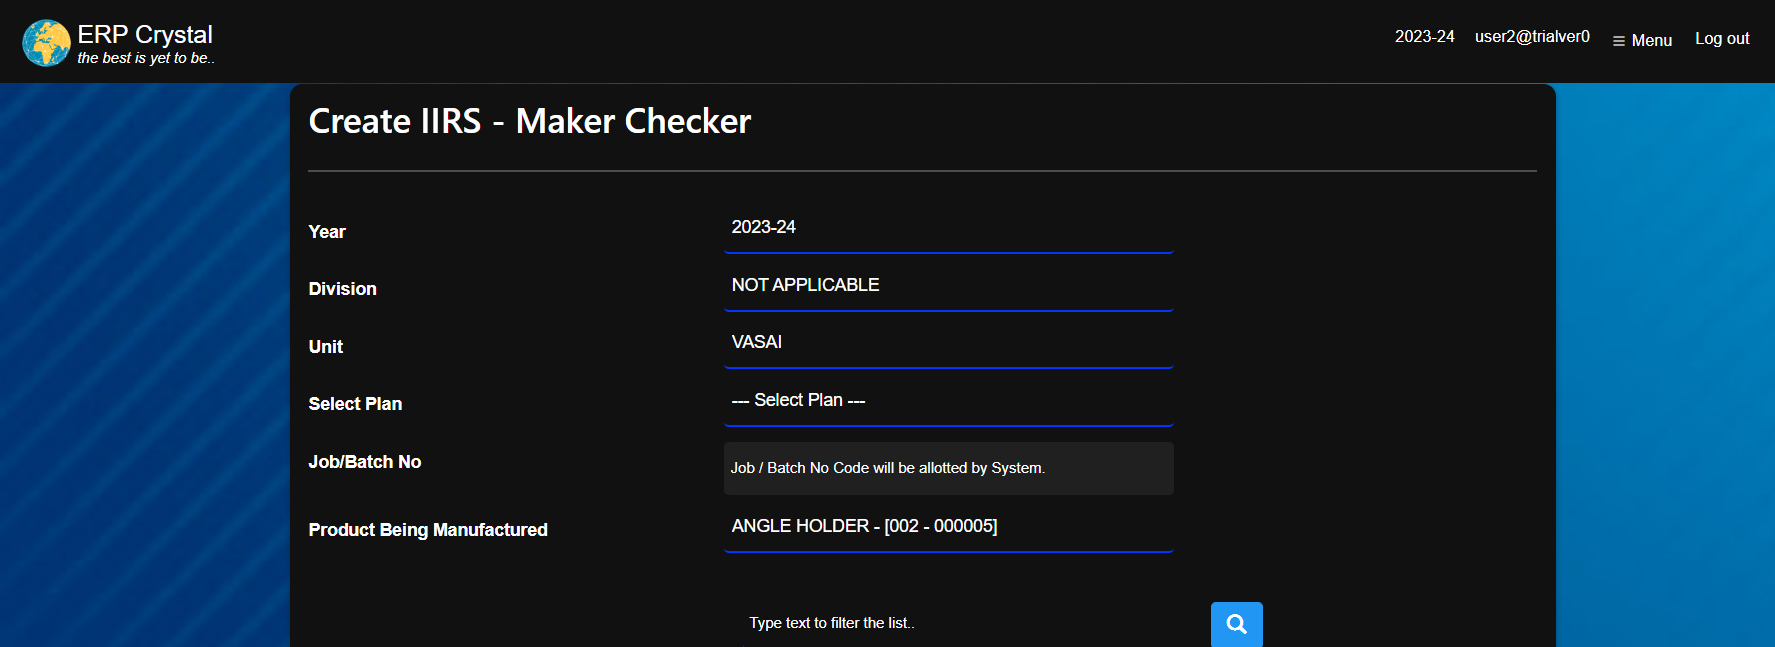 ERP Crystal
the best is yet to be..
2023-24 user2@trialver0 Menu Log out
Create IIRS - Maker Checker
Year 2023-24
Division NOT APPLICABLE
Unit VASAI
Select Plan --- Select Plan ---
Job/Batch No Job / Batch No Code will be allotted by System.
Product Being Manufactured ANGLE HOLDER - [002 - 000005]
Type text to filter the list..